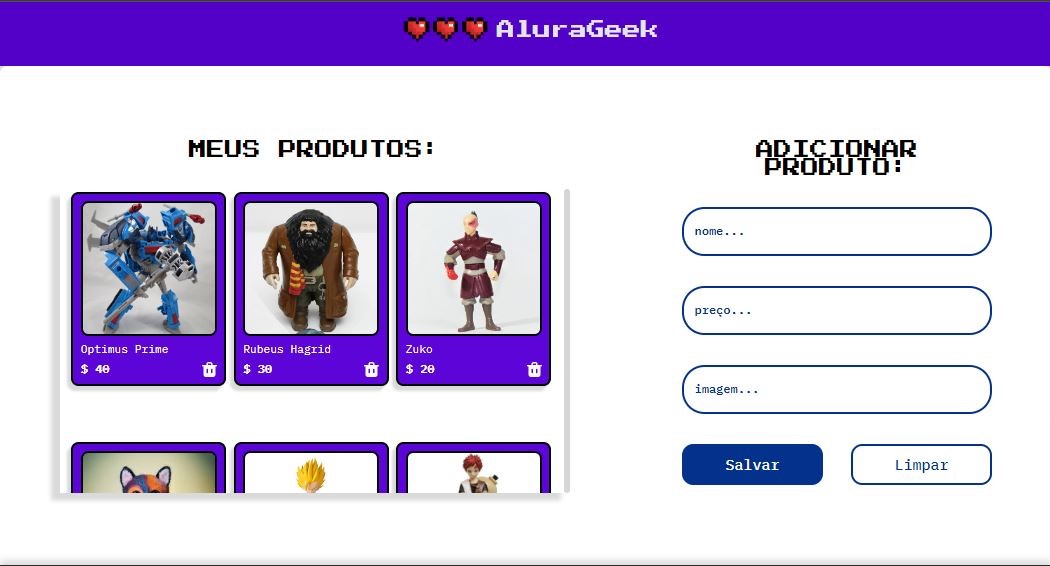 AluraGeek
MEUS PRODUTOS:
Optimus Prime
$ 40
Rubeus Hagrid
$ 30
Zuko
$ 20
ADICIONAR
PRODUTO:
nome...
preço...
imagem...
Salvar
Limpar